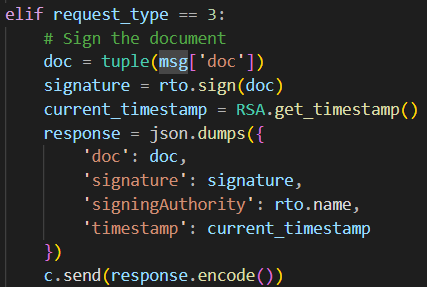 elif request_type == 3:
    # Sign the document
    doc = tuple(msg['doc'])
    signature = rto.sign(doc)
    current_timestamp = RSA.get_timestamp()
    response = json.dumps({
        'doc': doc,
        'signature': signature,
        'signingAuthority': rto.name,
        'timestamp': current_timestamp
    })
    c.send(response.encode())